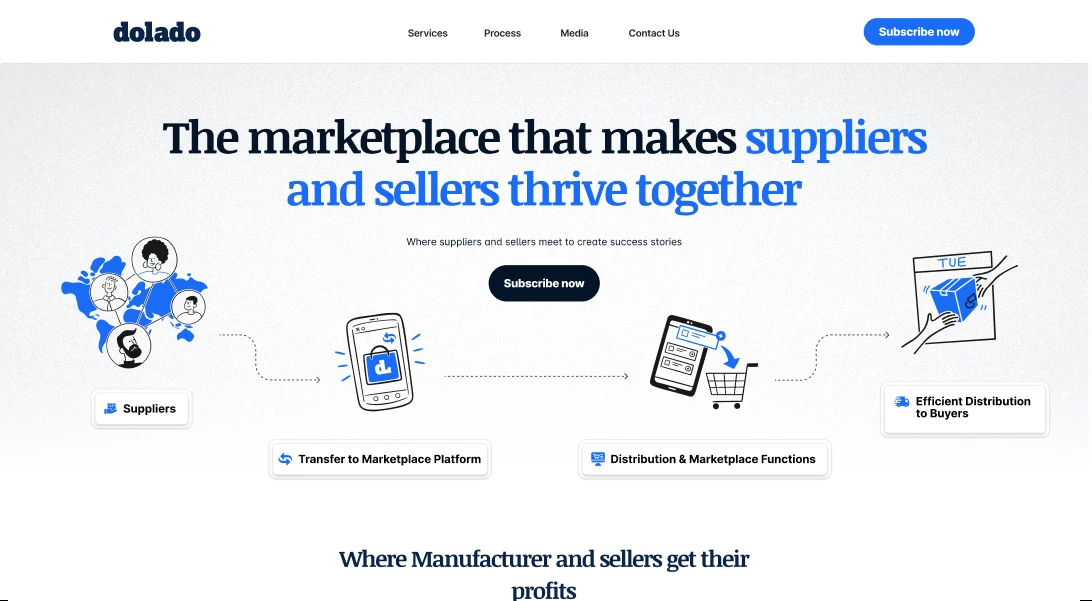 dolado
Services
Process
Media
Contact Us
Subscribe now
The marketplace that makes suppliers
and sellers thrive together
Where suppliers and sellers meet to create success stories
Subscribe now
TUE
d
Suppliers
Transfer to Marketplace Platform
Distribution & Marketplace Functions
Efficient Distribution
to Buyers
Where Manufacturer and sellers get their
profits